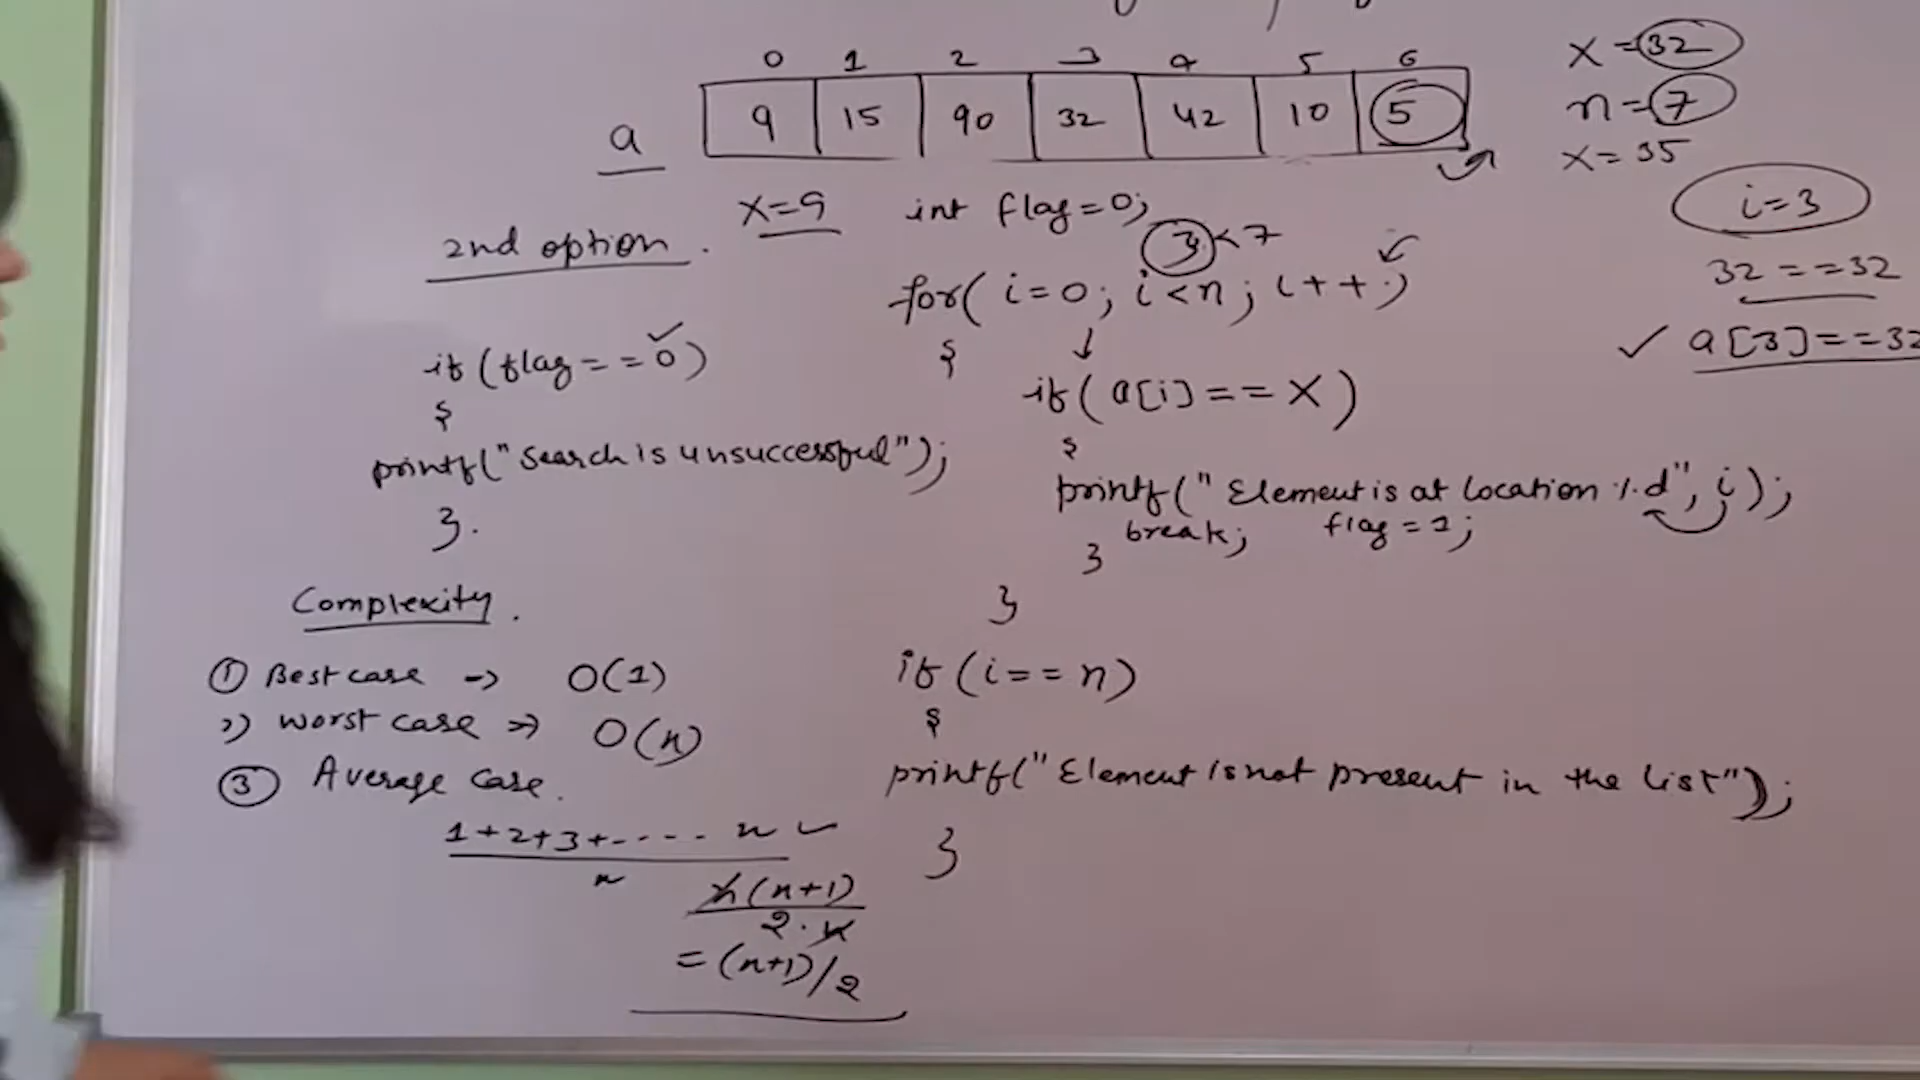 0 1 2 3 4 5 6
a 9 15 90 32 42 10 5
x=32
n=7
x=35
x=9
i=3
32==32
a[3]==32
2nd option.
if(flag==0)
{
printf("Search is unsuccessful");
}.
int flag=0;
3<7
for(i=0; i<n; i++)
{
if(a[i]==x)
{
printf("Element is at location %d", i);
break; flag=1;
}
}
if(i==n)
{
printf("Element is not present in the list");
}
Complexity.
① Best case -> O(1)
2) Worst case => O(n)
③ Average case.
1+2+3+----- n
n
n(n+1)
2.n
=(n+1)/2